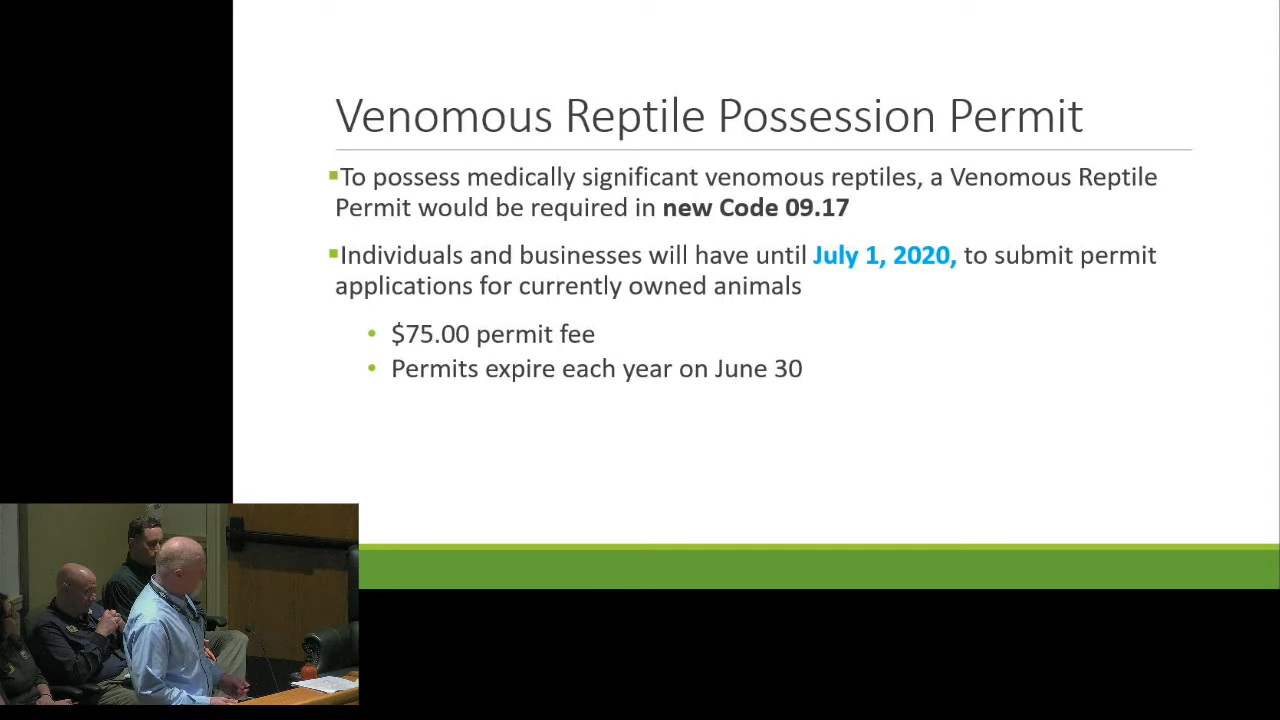 Venomous Reptile Possession Permit
▪To possess medically significant venomous reptiles, a Venomous Reptile
Permit would be required in new Code 09.17
▪Individuals and businesses will have until July 1, 2020, to submit permit
applications for currently owned animals
• $75.00 permit fee
• Permits expire each year on June 30